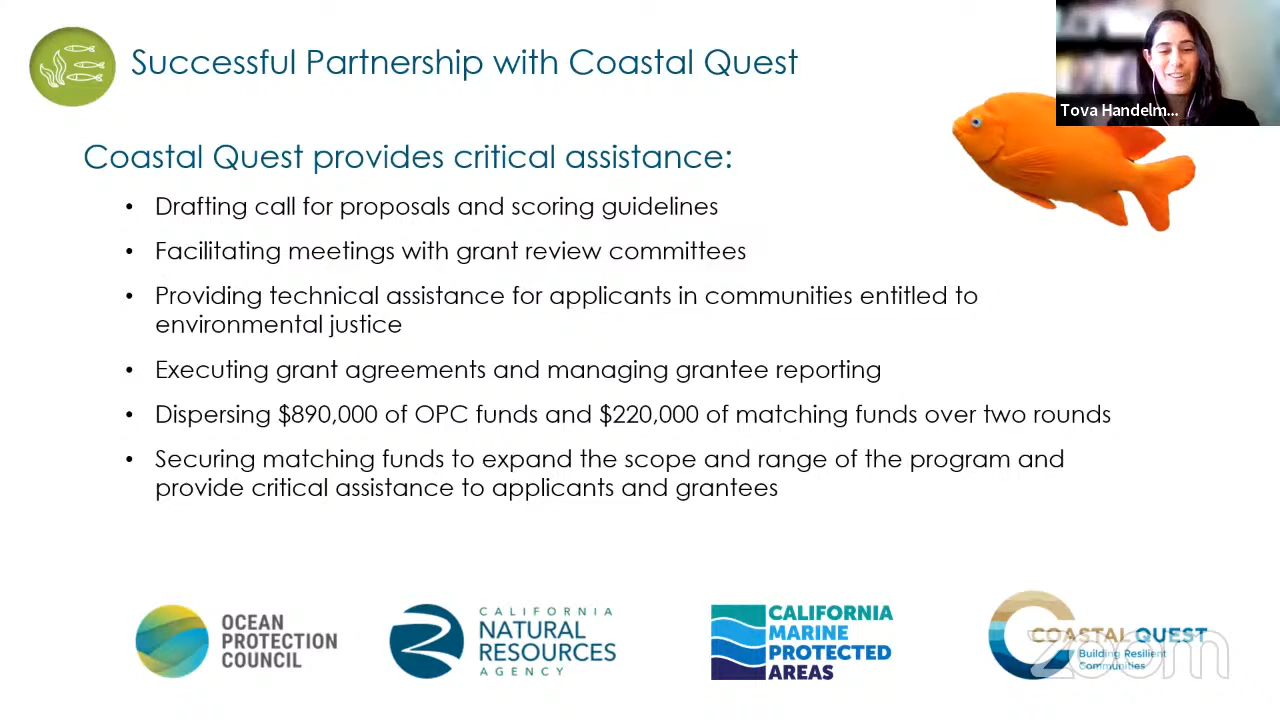 Successful Partnership with Coastal Quest
Tova Handelm...
Coastal Quest provides critical assistance:
• Drafting call for proposals and scoring guidelines
• Facilitating meetings with grant review committees
• Providing technical assistance for applicants in communities entitled to
environmental justice
• Executing grant agreements and managing grantee reporting
• Dispersing $890,000 of OPC funds and $220,000 of matching funds over two rounds
• Securing matching funds to expand the scope and range of the program and
provide critical assistance to applicants and grantees
OCEAN
PROTECTION
COUNCIL
CALIFORNIA
NATURAL
RESOURCES
AGENCY
CALIFORNIA
MARINE
PROTECTED
AREAS
COASTAL QUEST
Building Resilient
Communities
zoom